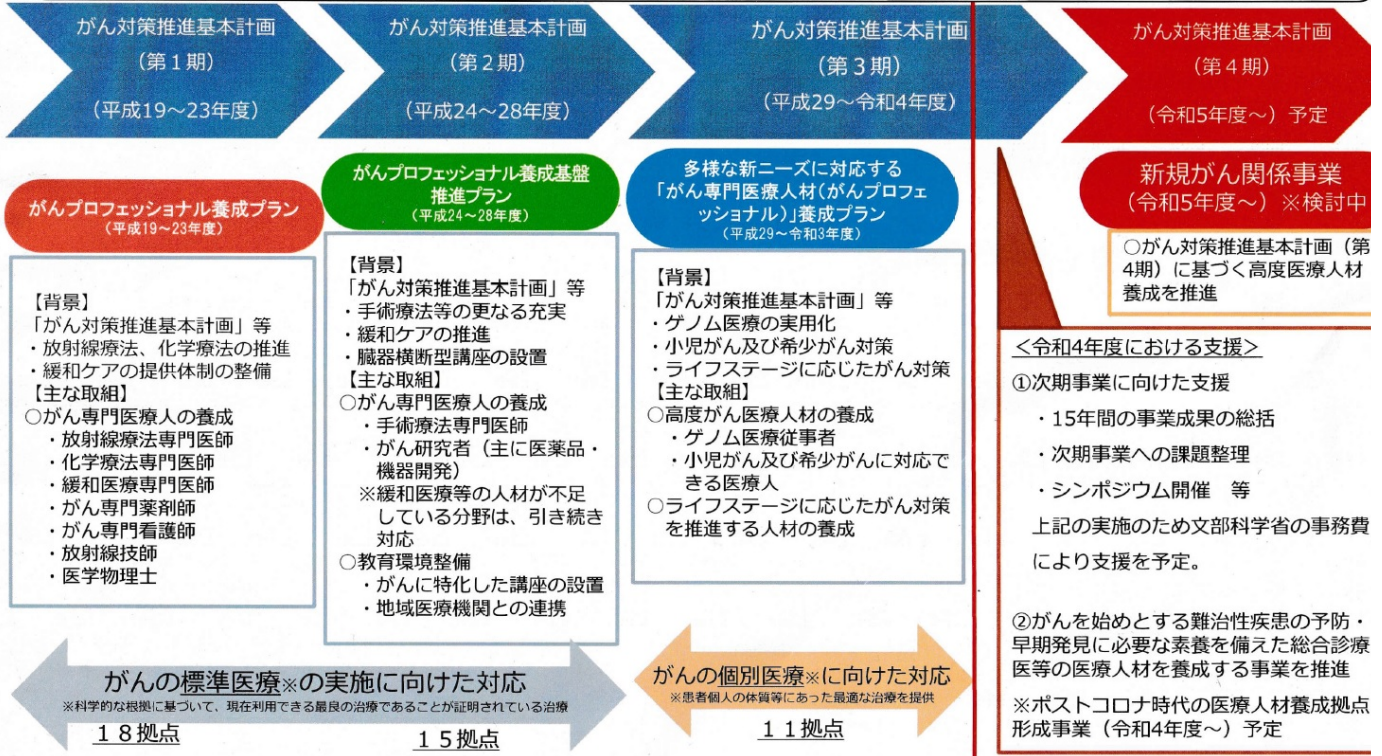 がん対策推進基本計画
(第1期)
(平成19～23年度)
がん対策推進基本計画
(第2期)
(平成24～28年度)
がん対策推進基本計画
(第3期)
(平成29～令和4年度)
がん対策推進基本計画
(第4期)
(令和5年度～)予定
がんプロフェッショナル養成プラン
(平成19～23年度)
【背景】
「がん対策推進基本計画」等
・放射線療法、化学療法の推進
・緩和ケアの提供体制の整備
【主な取組】
○がん専門医療人の養成
・放射線療法専門医師
・化学療法専門医師
・緩和医療専門医師
・がん専門薬剤師
・がん専門看護師
・放射線技師
・医学物理士
がんプロフェッショナル養成基盤
推進プラン
(平成24～28年度)
【背景】
「がん対策推進基本計画」等
・手術療法等の更なる充実
・緩和ケアの推進
・臓器横断型講座の設置
【主な取組】
○がん専門医療人の養成
・手術療法専門医師
・がん研究者(主に医薬品・
機器開発)
※緩和医療等の人材が不足
している分野は、引き続き
対応
○教育環境整備
・がんに特化した講座の設置
・地域医療機関との連携
多様な新ニーズに対応する
「がん専門医療人材(がんプロフェ
ッショナル)」養成プラン
(平成29～令和3年度)
【背景】
「がん対策推進基本計画」等
・ゲノム医療の実用化
・小児がん及び希少がん対策
・ライフステージに応じたがん対策
【主な取組】
○高度がん医療人材の養成
・ゲノム医療従事者
・小児がん及び希少がんに対応で
きる医療人
○ライフステージに応じたがん対策
を推進する人材の養成
新規がん関係事業
(令和5年度～)※検討中
○がん対策推進基本計画(第
4期)に基づく高度医療人材
養成を推進
<令和4年度における支援>
①次期事業に向けた支援
・15年間の事業成果の総括
・次期事業への課題整理
・シンポジウム開催 等
上記の実施のため文部科学省の事務費
により支援を予定。
②がんを始めとする難治性疾患の予防・
早期発見に必要な素養を備えた総合診療
医等の医療人材を養成する事業を推進
※ポストコロナ時代の医療人材養成拠点
形成事業(令和4年度～)予定
がんの標準医療※の実施に向けた対応
※科学的な根拠に基づいて、現在利用できる最良の治療であることが証明されている治療
18拠点
15拠点
がんの個別医療※に向けた対応
※患者個人の体質等にあった最適な治療を提供
11拠点